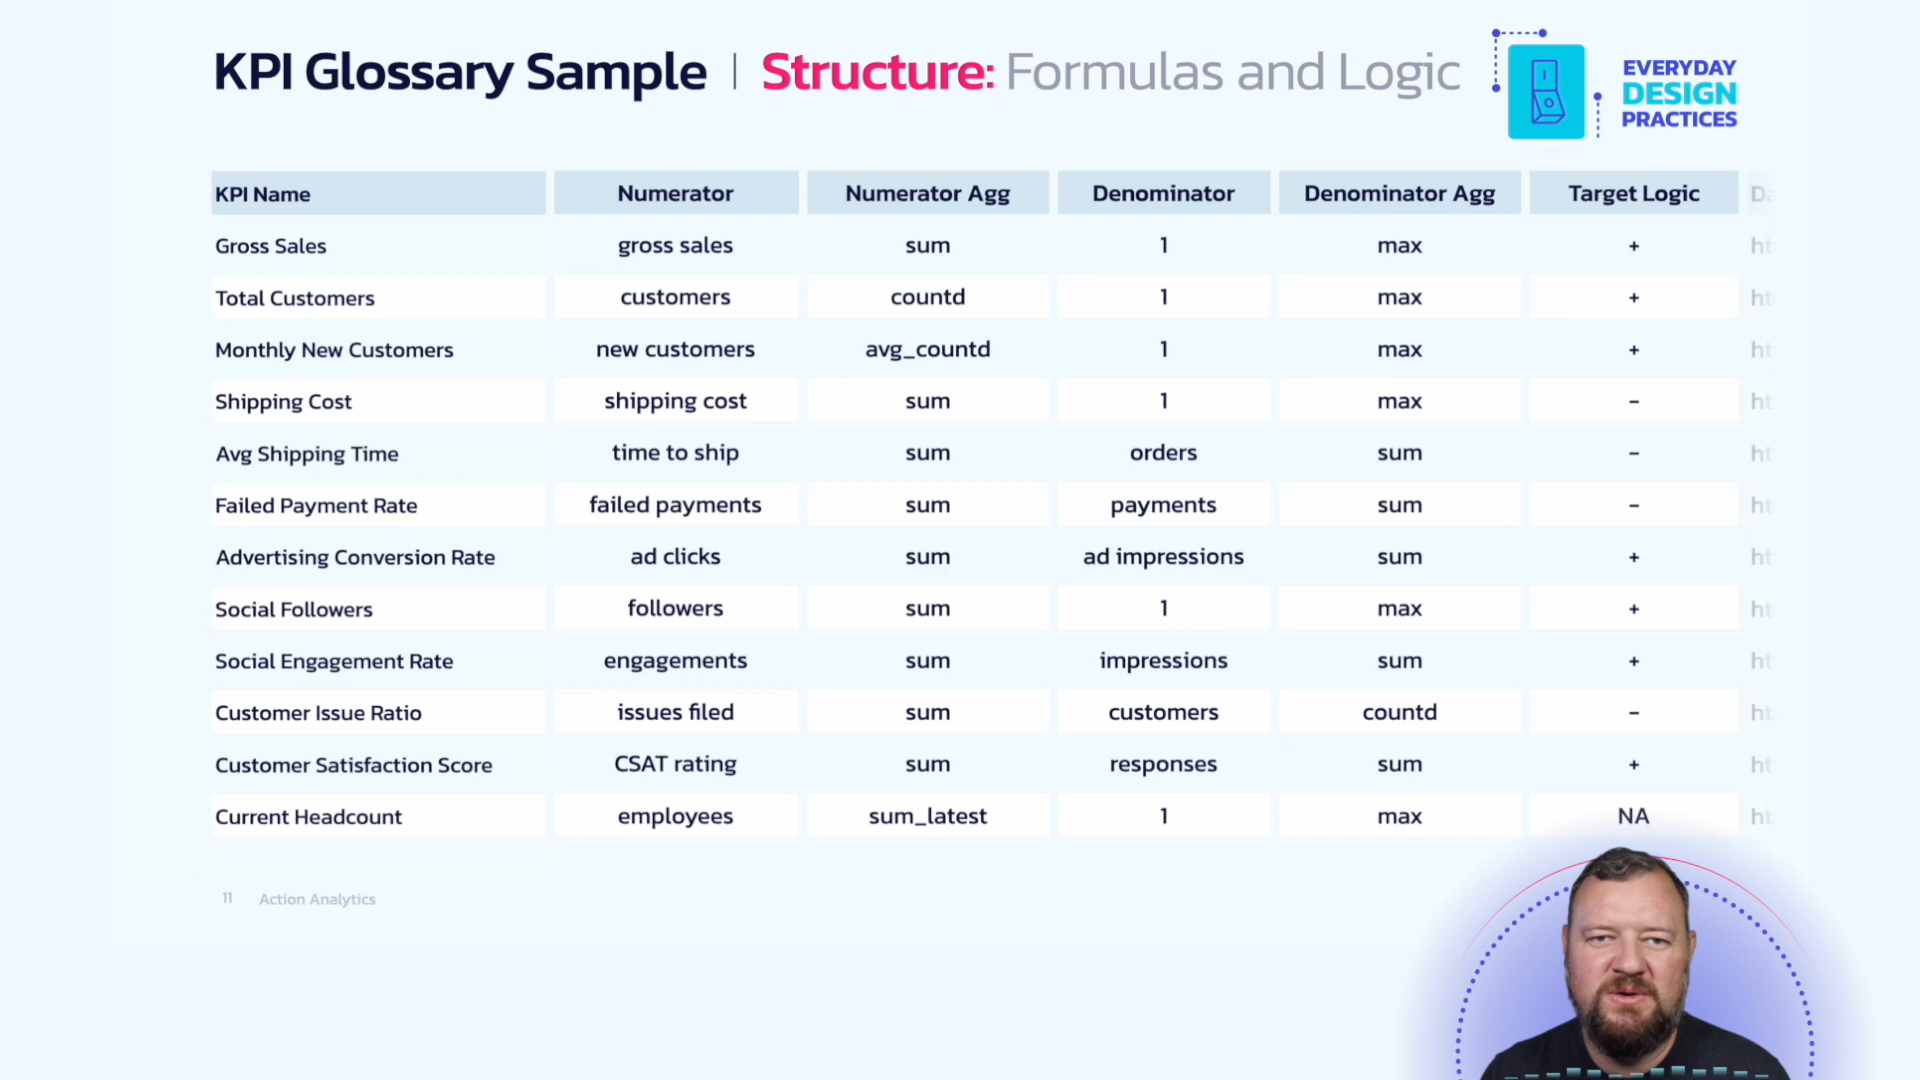 KPI Glossary Sample | Structure: Formulas and Logic
EVERYDAY
DESIGN
PRACTICES
KPI Name Numerator Numerator Agg Denominator Denominator Agg Target Logic
Gross Sales gross sales sum 1 max +
Total Customers customers countd 1 max +
Monthly New Customers new customers avg_countd 1 max +
Shipping Cost shipping cost sum 1 max -
Avg Shipping Time time to ship sum orders sum -
Failed Payment Rate failed payments sum payments sum -
Advertising Conversion Rate ad clicks sum ad impressions sum +
Social Followers followers sum 1 max +
Social Engagement Rate engagements sum impressions sum +
Customer Issue Ratio issues filed sum customers countd -
Customer Satisfaction Score CSAT rating sum responses sum +
Current Headcount employees sum_latest 1 max NA
11 Action Analytics